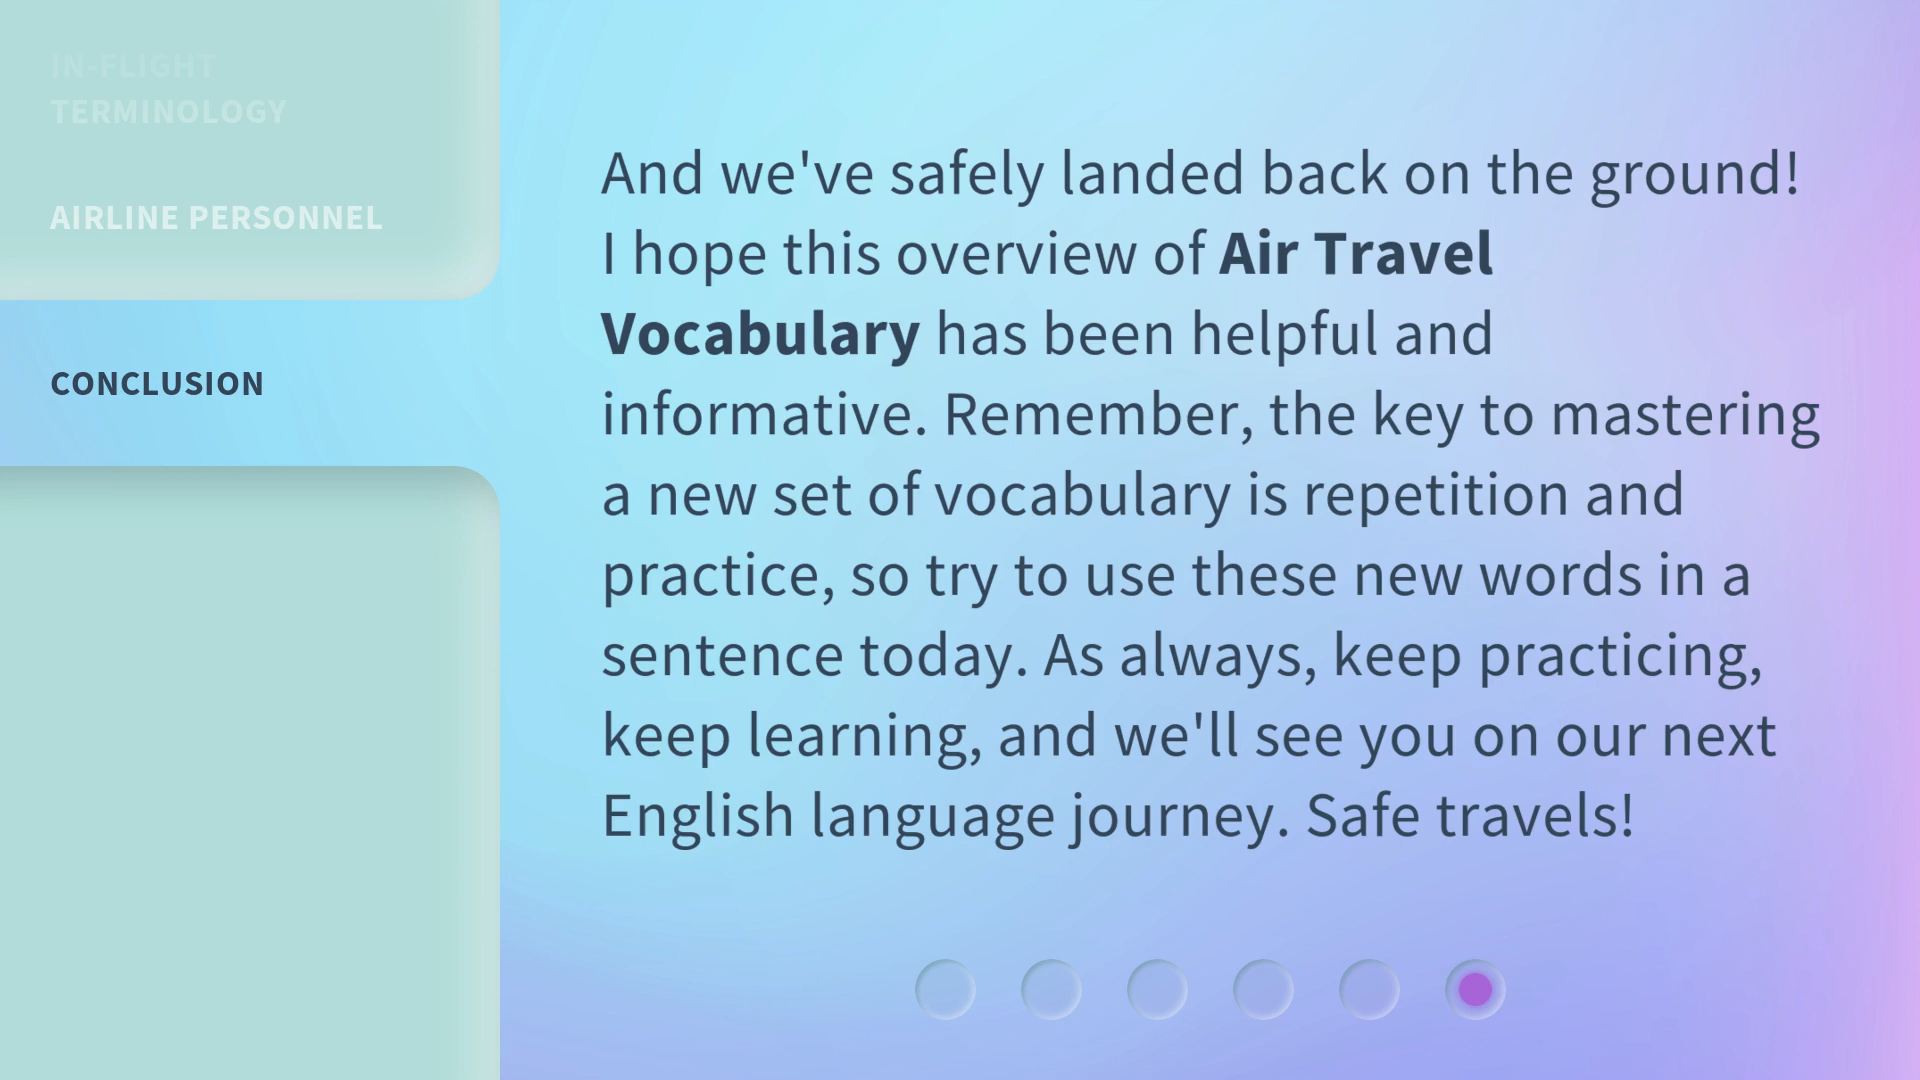 IN-FLIGHT
TERMINOLOGY
AIRLINE PERSONNEL
CONCLUSION
And we've safely landed back on the ground!
I hope this overview of Air Travel
Vocabulary has been helpful and
informative. Remember, the key to mastering
a new set of vocabulary is repetition and
practice, so try to use these new words in a
sentence today. As always, keep practicing,
keep learning, and we'll see you on our next
English language journey. Safe travels!